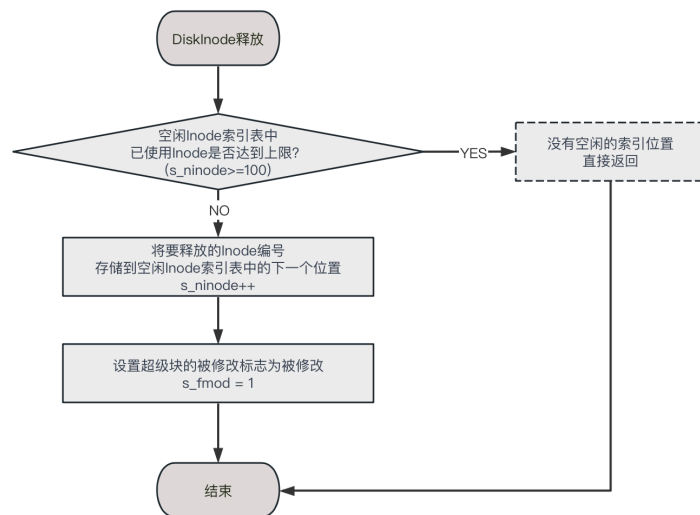 DiskInode释放
空闲Inode索引表中
已使用Inode是否达到上限?
(s_ninode>=100)
YES
没有空闲的索引位置
直接返回
NO
将要释放的Inode编号
存储到空闲Inode索引表中的下一个位置
s_ninode++
设置超级块的被修改标志为被修改
s_fmod = 1
结束